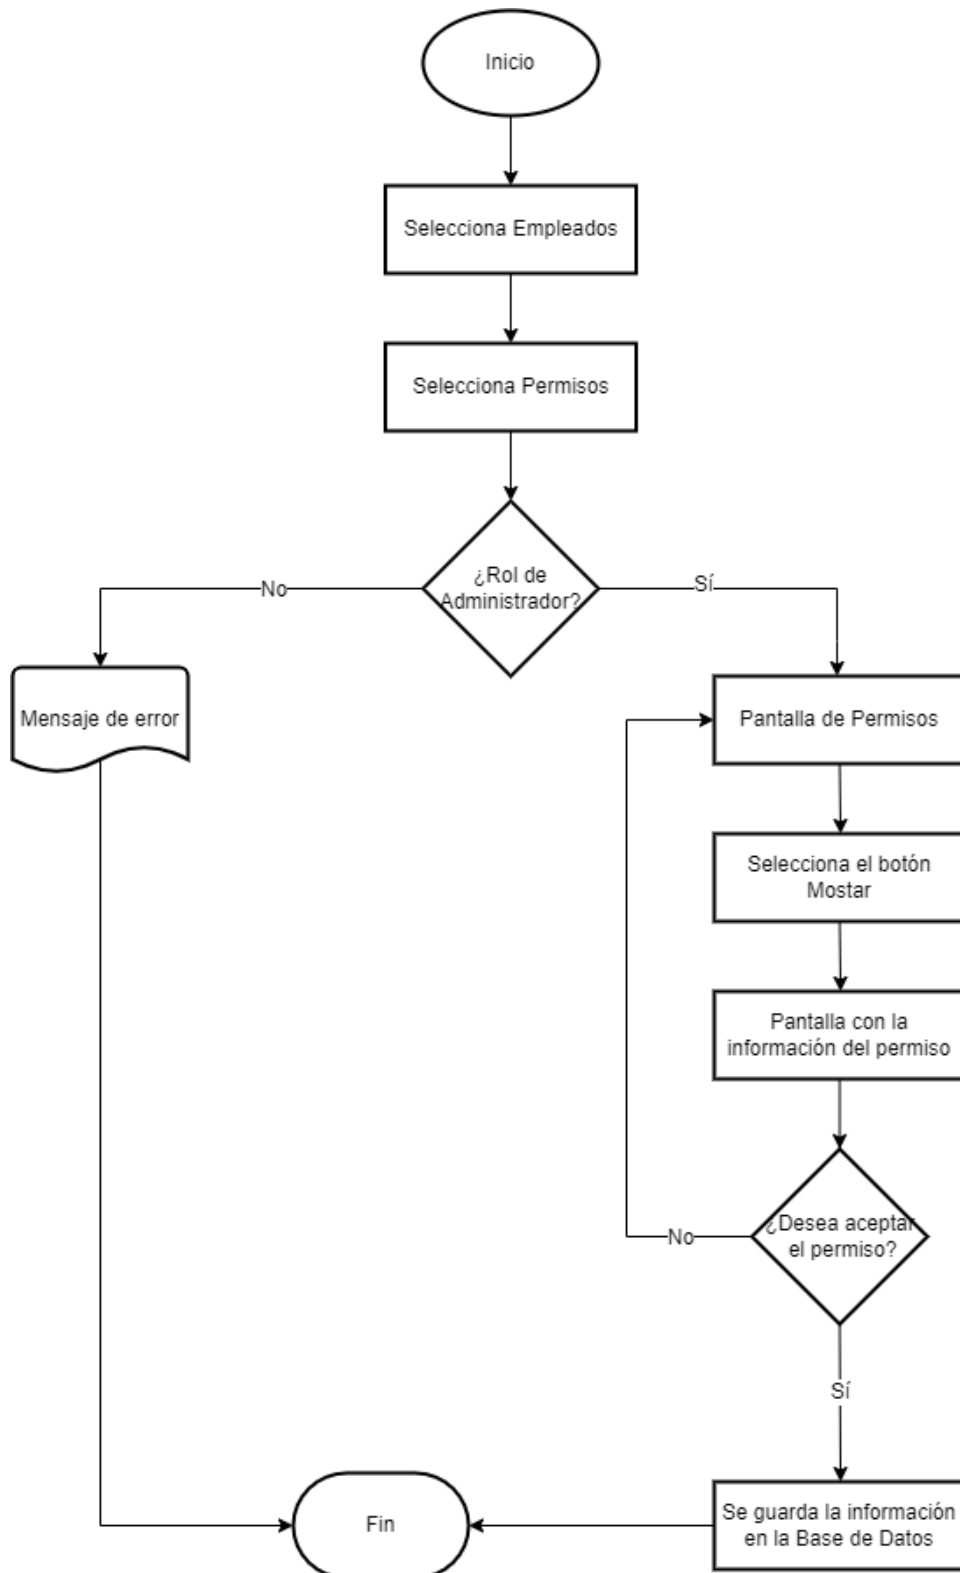 Inicio
Selecciona Empleados
Selecciona Permisos
¿Rol de
Administrador?
No
Sí
Mensaje de error
Pantalla de Permisos
Selecciona el botón
Mostar
Pantalla con la
información del permiso
¿Desea aceptar
el permiso?
No
Sí
Se guarda la información
en la Base de Datos
Fin